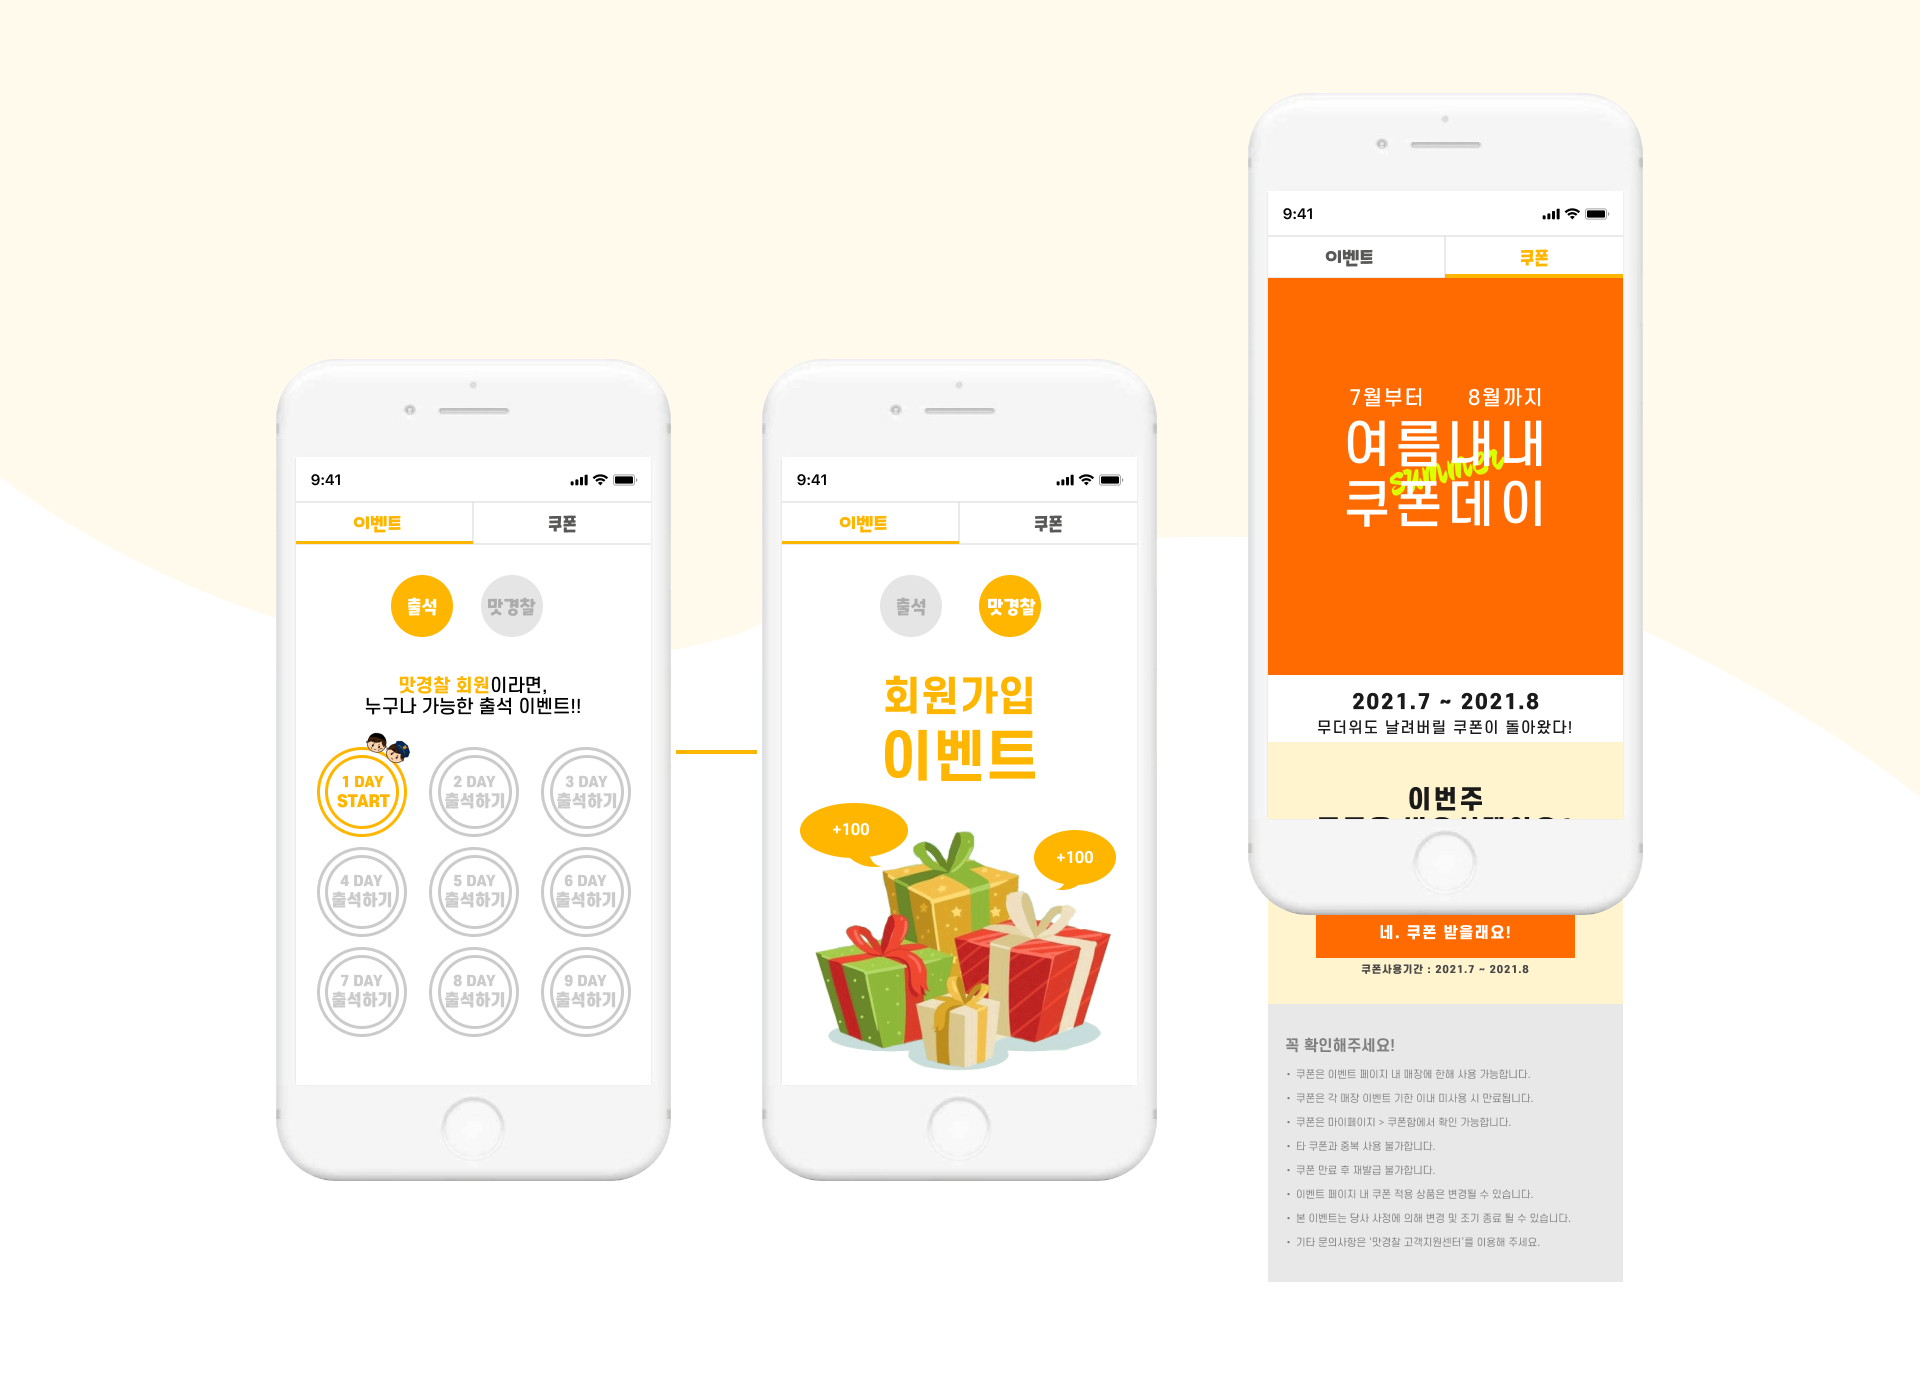 9:41
이벤트
쿠폰
출석
맛경찰
맛경찰 회원이라면,
누구나 가능한 출석 이벤트!!
1 DAY
START
2 DAY
출석하기
3 DAY
출석하기
4 DAY
출석하기
5 DAY
출석하기
6 DAY
출석하기
7 DAY
출석하기
8 DAY
출석하기
9 DAY
출석하기
9:41
이벤트
쿠폰
출석
맛경찰
회원가입
이벤트
+100
+100
9:41
이벤트
쿠폰
7월부터 8월까지
여름내내
summer
쿠폰데이
2021.7 ~ 2021.8
무더위도 날려버릴 쿠폰이 돌아왔다!
이번주
네. 쿠폰 받을래요!
쿠폰사용기간 : 2021.7 ~ 2021.8
꼭 확인해주세요!
• 쿠폰은 이벤트 페이지 내 매장에 한해 사용 가능합니다.
• 쿠폰은 각 매장 이벤트 기한 이내 미사용 시 만료됩니다.
• 쿠폰은 마이페이지 > 쿠폰함에서 확인 가능합니다.
• 타 쿠폰과 중복 사용 불가합니다.
• 쿠폰 만료 후 재발급 불가합니다.
• 이벤트 페이지 내 쿠폰 적용 상품은 변경될 수 있습니다.
• 본 이벤트는 당사 사정에 의해 변경 및 조기 종료 될 수 있습니다.
• 기타 문의사항은 '맛경찰 고객지원센터'를 이용해 주세요.